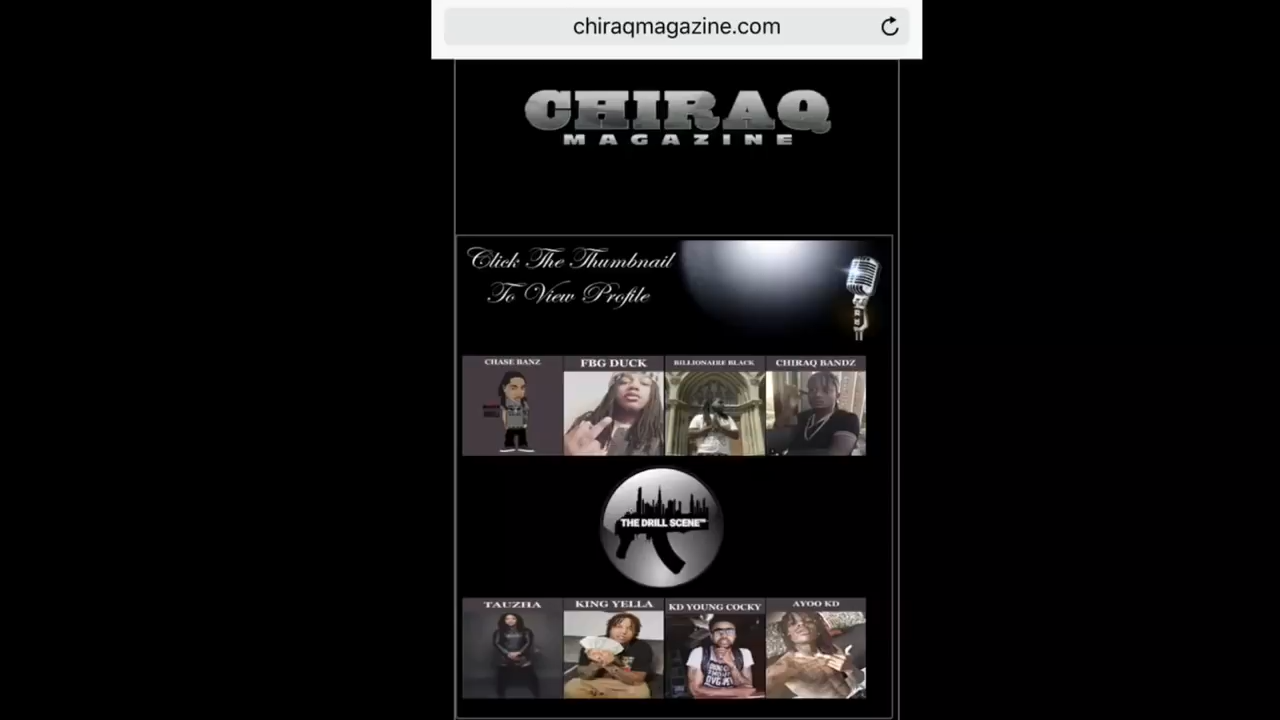 chiraqmagazine.com
CHIRAQ
MAGAZINE
Click The Thumbnail
To View Profile
CHASE BANZ
FBG DUCK
BILLIONAIRE BLACK
CHIRAQ BANDZ
THE DRILL SCENE
TAUZHA
KING YELLA
KD YOUNG COCKY
AYOO KD